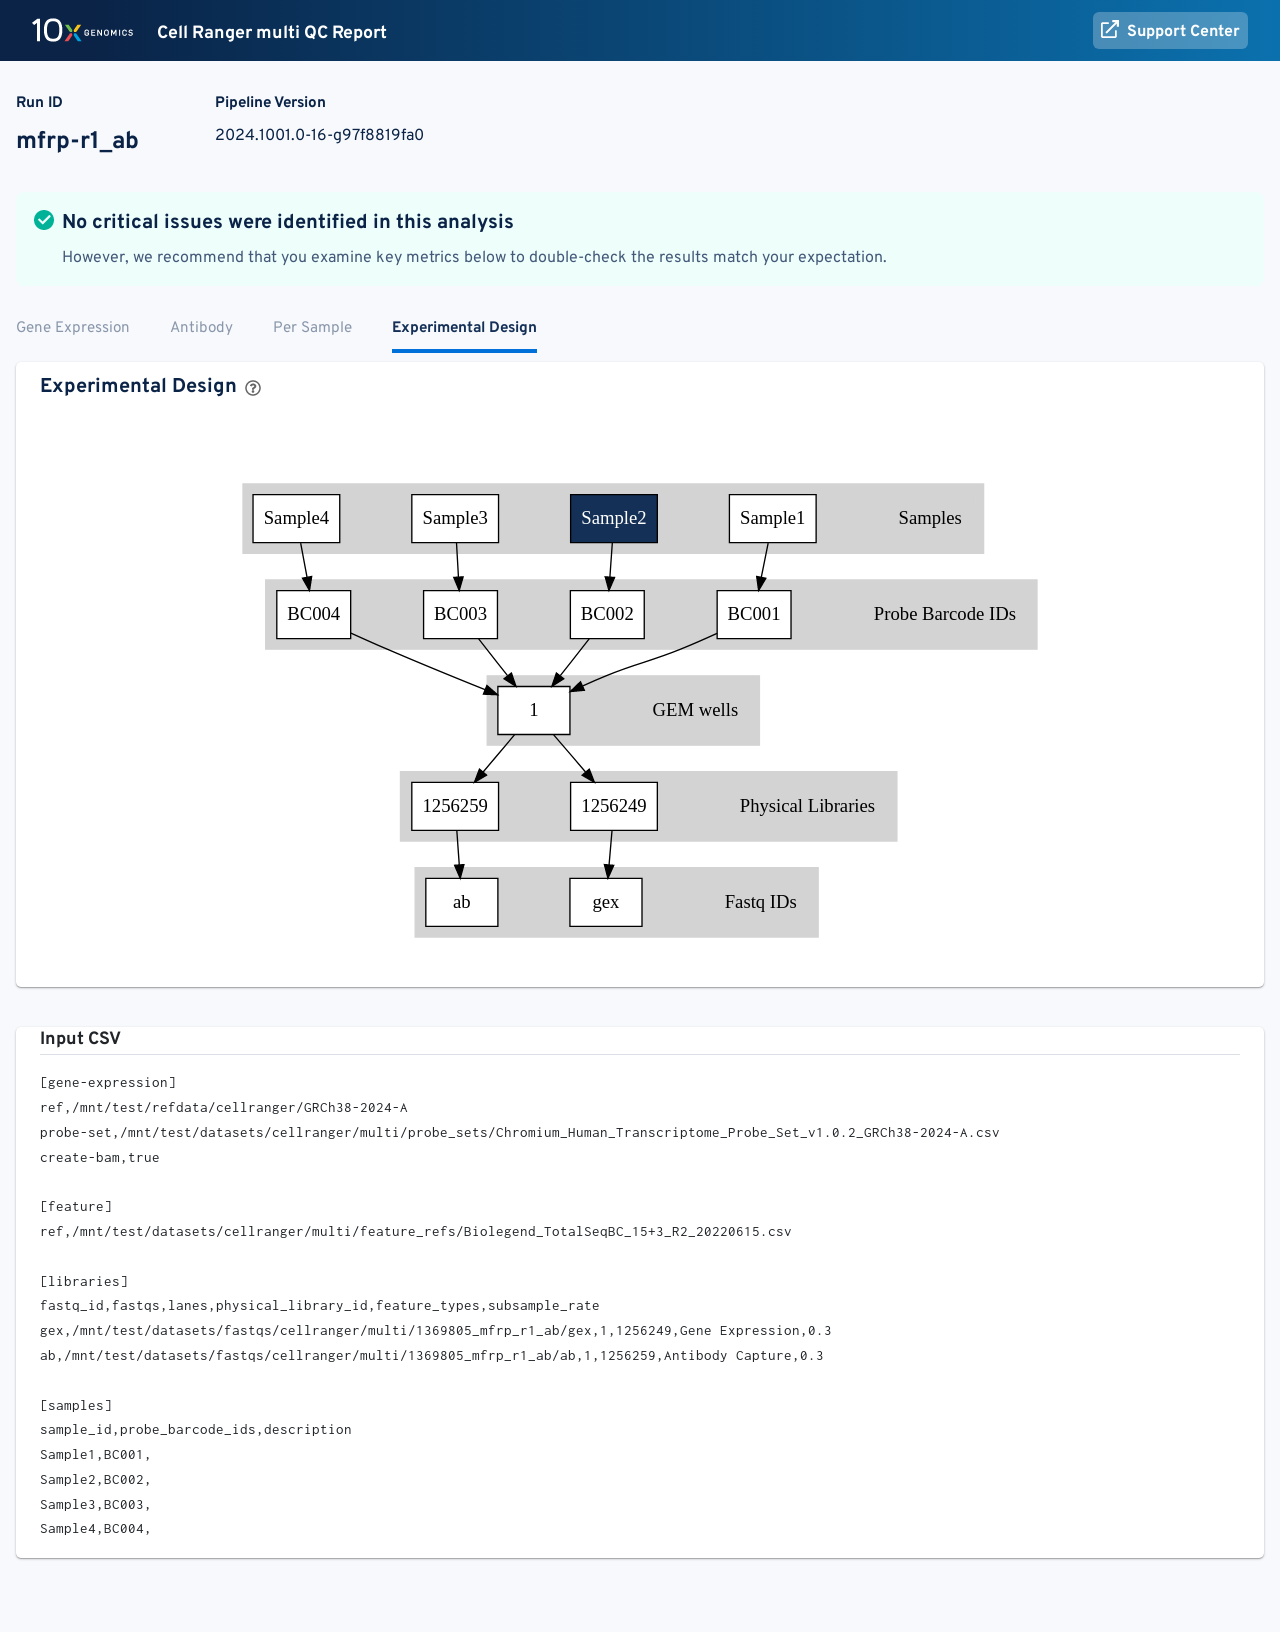 10x GENOMICS Cell Ranger multi QC Report Support Center
Run ID Pipeline Version
mfrp-r1_ab 2024.1001.0-16-g97f8819fa0
No critical issues were identified in this analysis
However, we recommend that you examine key metrics below to double-check the results match your expectation.
Gene Expression Antibody Per Sample Experimental Design
Experimental Design ?
Sample4 Sample3 Sample2 Sample1 Samples
BC004 BC003 BC002 BC001 Probe Barcode IDs
1 GEM wells
1256259 1256249 Physical Libraries
ab gex Fastq IDs
Input CSV
[gene-expression]
ref,/mnt/test/refdata/cellranger/GRCh38-2024-A
probe-set,/mnt/test/datasets/cellranger/multi/probe_sets/Chromium_Human_Transcriptome_Probe_Set_v1.0.2_GRCh38-2024-A.csv
create-bam,true
[feature]
ref,/mnt/test/datasets/cellranger/multi/feature_refs/Biolegend_TotalSeqBC_15+3_R2_20220615.csv
[libraries]
fastq_id,fastqs,lanes,physical_library_id,feature_types,subsample_rate
gex,/mnt/test/datasets/fastqs/cellranger/multi/1369805_mfrp_r1_ab/gex,1,1256249,Gene Expression,0.3
ab,/mnt/test/datasets/fastqs/cellranger/multi/1369805_mfrp_r1_ab/ab,1,1256259,Antibody Capture,0.3
[samples]
sample_id,probe_barcode_ids,description
Sample1,BC001,
Sample2,BC002,
Sample3,BC003,
Sample4,BC004,